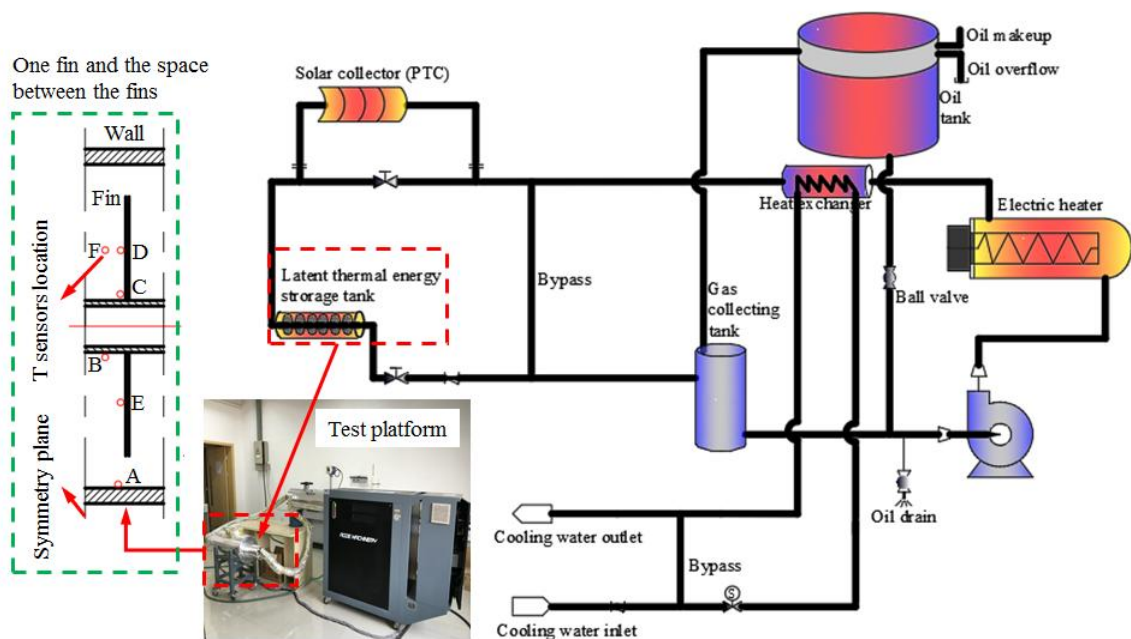 One fin and the space
between the fins
Wall
Fin
F
D
C
B
E
A
T sensors location
Symmetry plane
Solar collector (PTC)
Latent thermal energy
strorage tank
Test platform
Bypass
Gas
collecting
tank
Oil makeup
Oil overflow
Oil
tank
Heat exchanger
Electric heater
Ball valve
Oil drain
Cooling water outlet
Bypass
S
Cooling water inlet